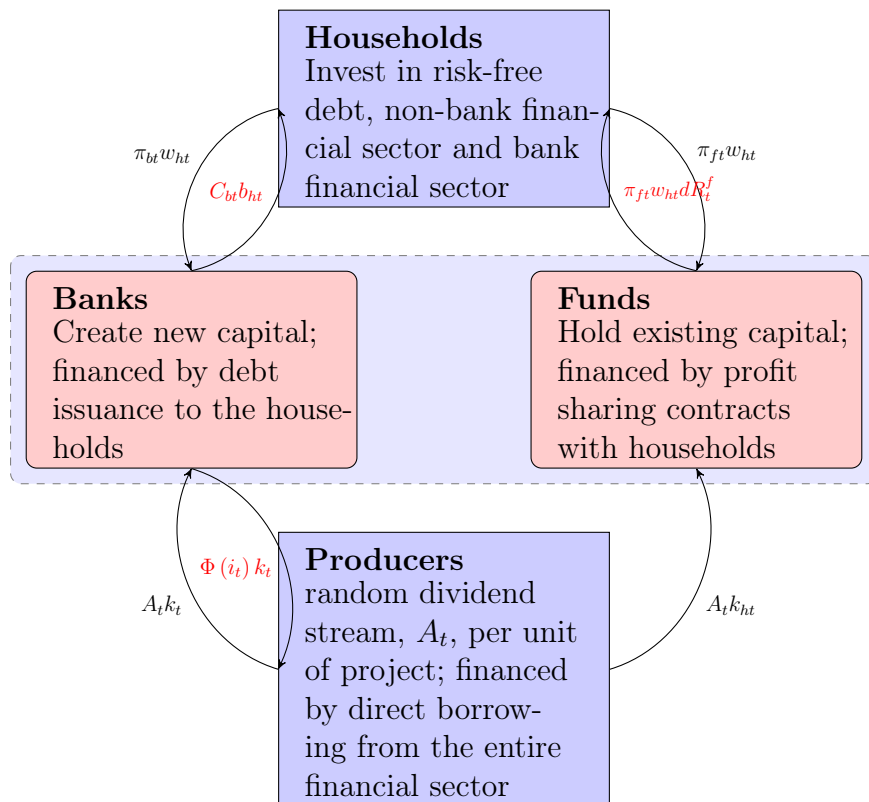 Households
Invest in risk-free
debt, non-bank finan-
cial sector and bank
financial sector
π_{bt}w_{ht}
C_{bt}b_{ht}
π_{ft}w_{ht}
π_{ft}w_{ht}dR_t^f
Banks
Create new capital;
financed by debt
issuance to the house-
holds
Funds
Hold existing capital;
financed by profit
sharing contracts
with households
Φ (i_t) k_t
A_t k_t
A_t k_{ht}
Producers
random dividend
stream, A_t, per unit
of project; financed
by direct borrow-
ing from the entire
financial sector